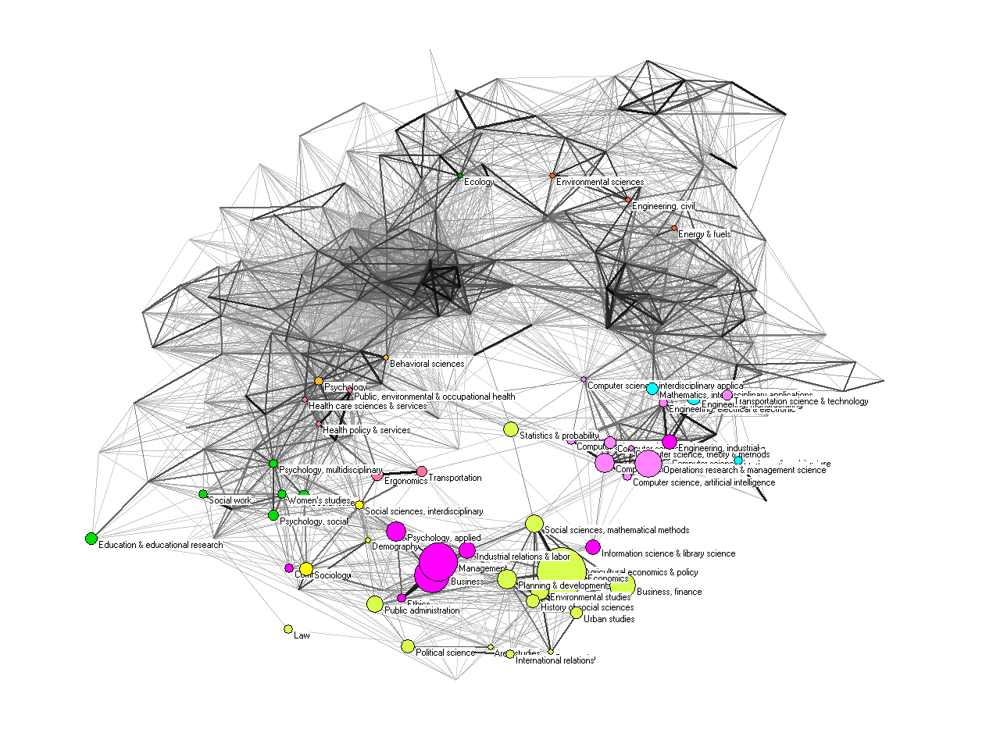 Ecology
Environmental sciences
Engineering, civil
Energy & fuels
Behavioral sciences
Psychology
Computer science, interdisciplinary applica
Mathematics, interdisciplinary applications
Public, environmental & occupational health
Transportation science & technology
Health care sciences & services
Engineering, electrical & electronic
Health policy & services
Statistics & probability
Engineering, industrial
science, theory & methods
Psychology, multidisciplinary
Operations research & management science
Ergonomics
Transportation
Computer science, artificial intelligence
Social work
Women's studies
Social sciences, interdisciplinary
Psychology, social
Social sciences, mathematical methods
Psychology, applied
Education & educational research
Demography
Information science & library science
Industrial relations & labor
Management
Agricultural economics & policy
Sociology
Economics
Business
Planning & development
Business, finance
Environmental studies
Ethics
History of social sciences
Public administration
Urban studies
Law
Political science
Area studies
International relations